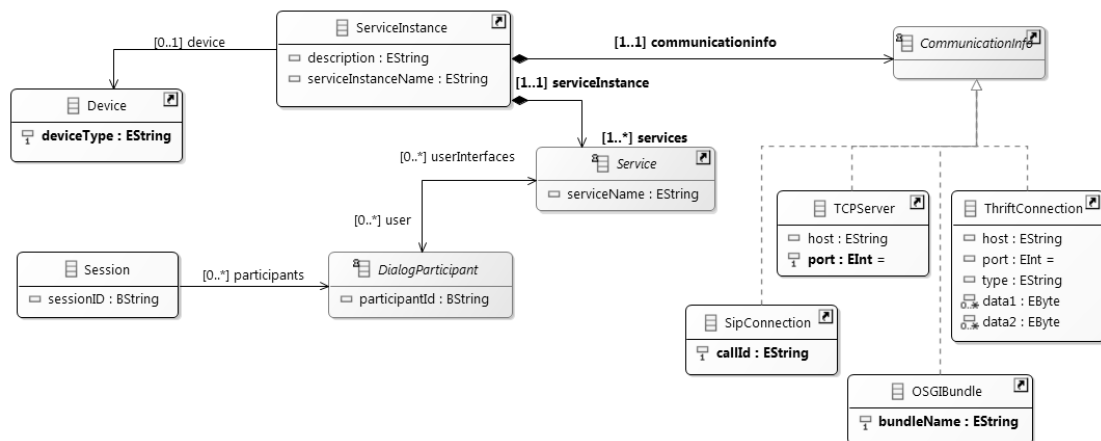 ServiceInstance
description : EString
serviceInstanceName : EString
[0..1] device
[1..1] communicationinfo
CommunicationInfo
[1..1] serviceInstance
Device
deviceType : EString
[1..*] services
[0..*] userInterfaces
Service
serviceName : EString
[0..*] user
TCPServer
host : EString
port : EInt =
ThriftConnection
host : EString
port : EInt =
type : EString
data1 : EByte
data2 : EByte
Session
sessionID : BString
[0..*] participants
DialogParticipant
participantId : BString
SipConnection
callId : EString
OSGIBundle
bundleName : EString